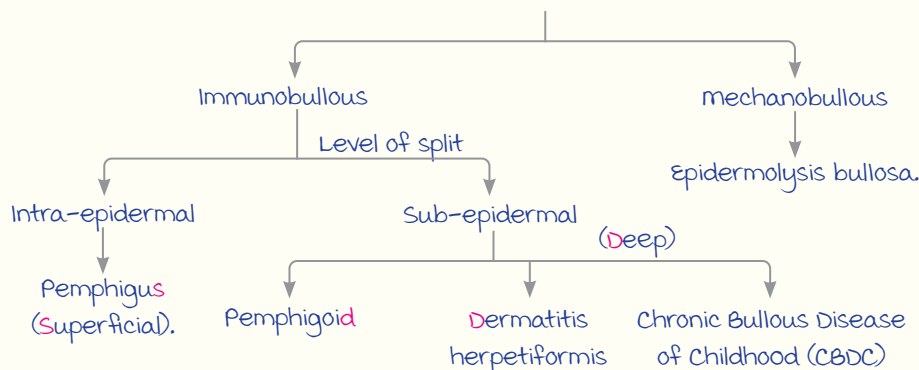 Immunobullous
Mechanobullous
Level of split
Epidermolysis bullosa.
Intra-epidermal
Sub-epidermal
(Deep)
Pemphigus
(Superficial).
Pemphigoid
Dermatitis
herpetiformis
Chronic Bullous Disease
of Childhood (CBDC)